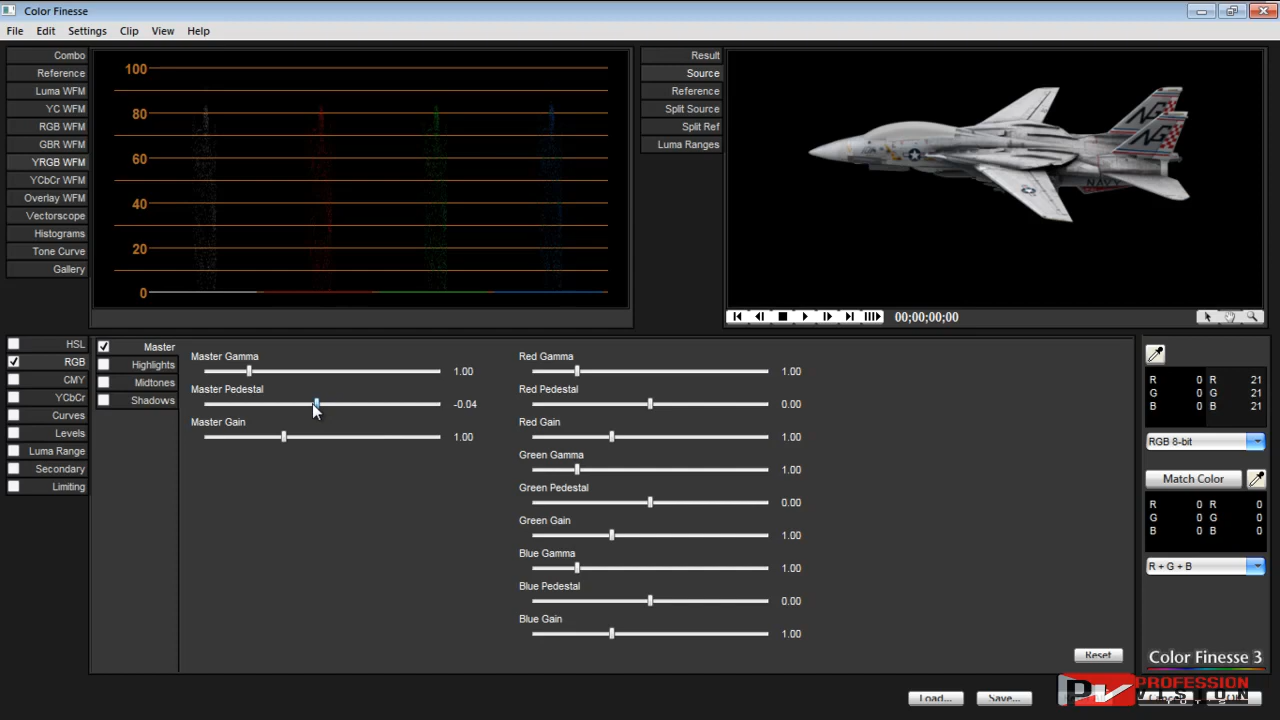 Color Finesse
File Edit Settings Clip View Help
Combo
Reference
Luma WFM
YC WFM
RGB WFM
GBR WFM
YRGB WFM
YCbCr WFM
Overlay WFM
Vectorscope
Histograms
Tone Curve
Gallery
100
80
60
40
20
0
Result
Source
Reference
Split Source
Split Ref
Luma Ranges
NG
NG
NAVY
00;00;00;00
HSL
RGB
CMY
YCbCr
Curves
Levels
Luma Range
Secondary
Limiting
Master
Highlights
Midtones
Shadows
Master Gamma
1.00
Master Pedestal
-0.04
Master Gain
1.00
Red Gamma
1.00
Red Pedestal
0.00
Red Gain
1.00
Green Gamma
1.00
Green Pedestal
0.00
Green Gain
1.00
Blue Gamma
1.00
Blue Pedestal
0.00
Blue Gain
1.00
Reset
R 0 R 21
G 0 G 21
B 0 B 21
RGB 8-bit
Match Color
R 0 R 0
G 0 G 0
B 0 B 0
R + G + B
Color Finesse 3
Load... Save...
PROFESSION
VISION